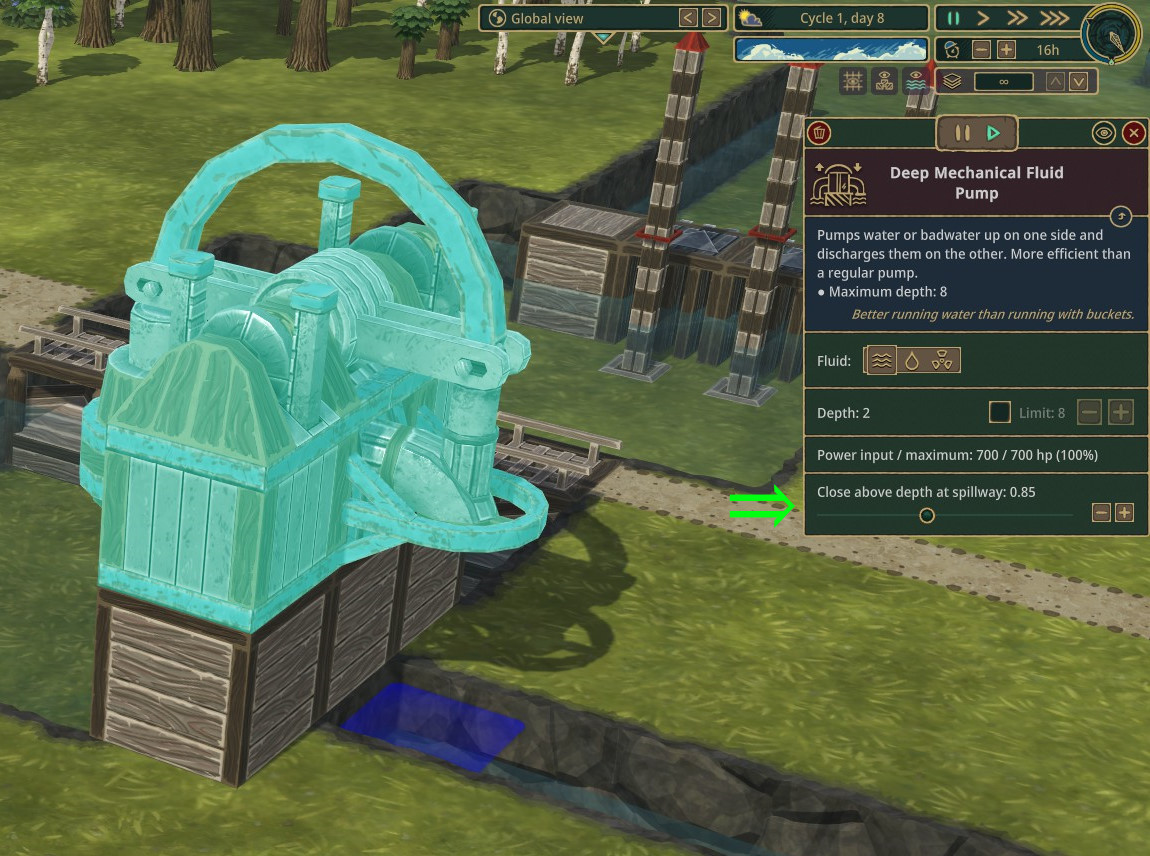 Global view
Cycle 1, day 8
16h
∞
Deep Mechanical Fluid
Pump
Pumps water or badwater up on one side and
discharges them on the other. More efficient than
a regular pump.
● Maximum depth: 8
Better running water than running with buckets.
Fluid:
Depth: 2
Limit: 8
Power input / maximum: 700 / 700 hp (100%)
Close above depth at spillway: 0.85